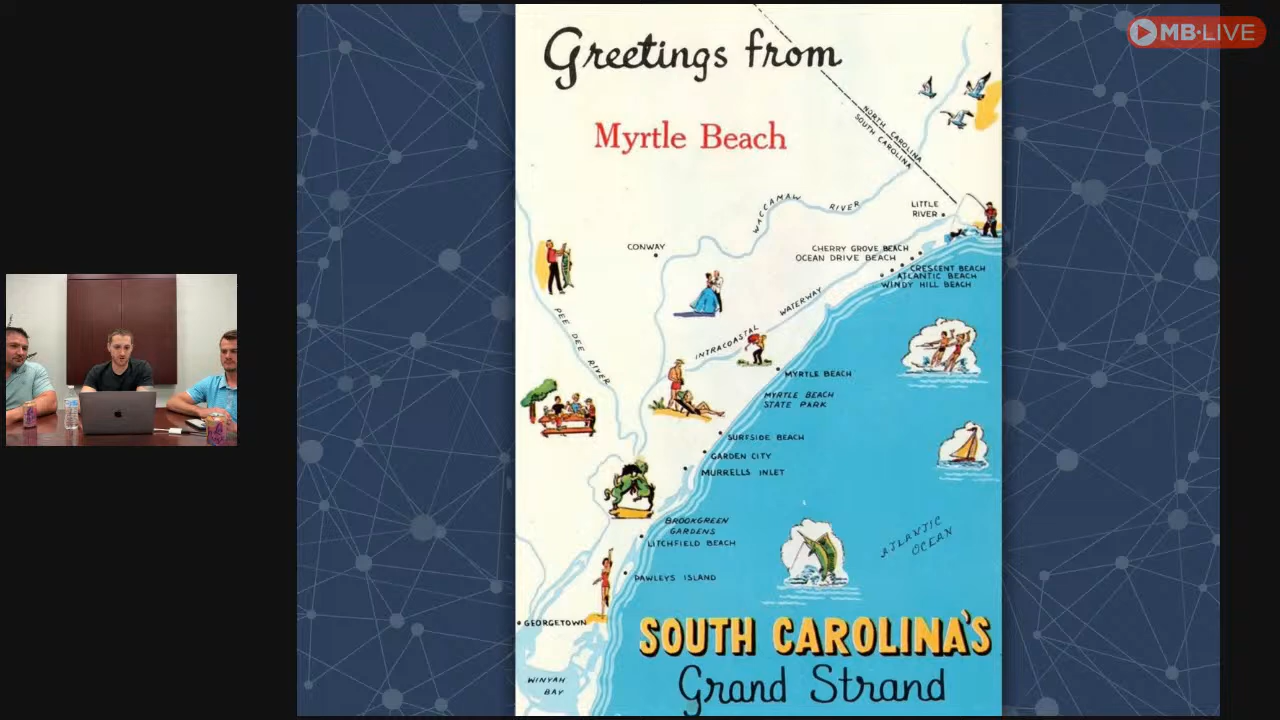 MB·LIVE
Greetings from
Myrtle Beach
NORTH CAROLINA
SOUTH CAROLINA
LITTLE
RIVER
WACCAMAW RIVER
CONWAY
CHERRY GROVE BEACH
OCEAN DRIVE BEACH
CRESCENT BEACH
ATLANTIC BEACH
WINDY HILL BEACH
PEE DEE RIVER
INTRACOASTAL WATERWAY
MYRTLE BEACH
MYRTLE BEACH
STATE PARK
SURFSIDE BEACH
GARDEN CITY
MURRELLS INLET
BROOKGREEN
GARDENS
LITCHFIELD BEACH
ATLANTIC
OCEAN
PAWLEYS ISLAND
GEORGETOWN
SOUTH CAROLINA'S
Grand Strand
WINYAH
BAY